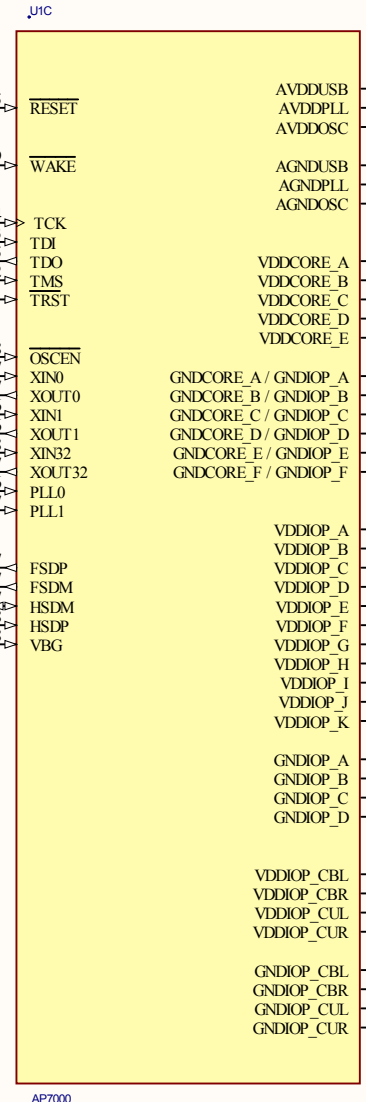 U1C
RESET
WAKE
TCK
TDI
TDO
TMS
TRST
OSCEN
XIN0
XOUT0
XIN1
XOUT1
XIN32
XOUT32
PLL0
PLL1
FSDP
FSDM
HSDM
HSDP
VBG
AVDDUSB
AVDDPLL
AVDDOSC
AGNDUSB
AGNDPLL
AGNDOSC
VDDCORE_A
VDDCORE_B
VDDCORE_C
VDDCORE_D
VDDCORE_E
GNDCORE_A / GNDIOP_A
GNDCORE_B / GNDIOP_B
GNDCORE_C / GNDIOP_C
GNDCORE_D / GNDIOP_D
GNDCORE_E / GNDIOP_E
GNDCORE_F / GNDIOP_F
VDDIOP_A
VDDIOP_B
VDDIOP_C
VDDIOP_D
VDDIOP_E
VDDIOP_F
VDDIOP_G
VDDIOP_H
VDDIOP_I
VDDIOP_J
VDDIOP_K
GNDIOP_A
GNDIOP_B
GNDIOP_C
GNDIOP_D
VDDIOP_CBL
VDDIOP_CBR
VDDIOP_CUL
VDDIOP_CUR
GNDIOP_CBL
GNDIOP_CBR
GNDIOP_CUL
GNDIOP_CUR
AP7000